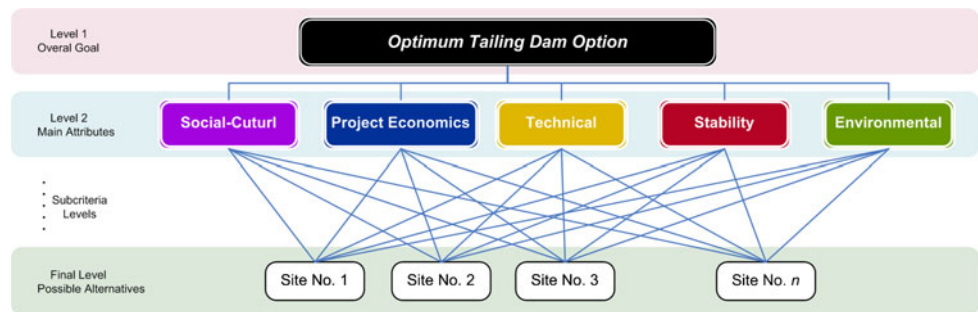 Level 1
Overal Goal
Optimum Tailing Dam Option
Level 2
Main Attributes
Social-Cuturl
Project Economics
Technical
Stability
Environmental
Subcriteria
Levels
Final Level
Possible Alternatives
Site No. 1
Site No. 2
Site No. 3
Site No. n